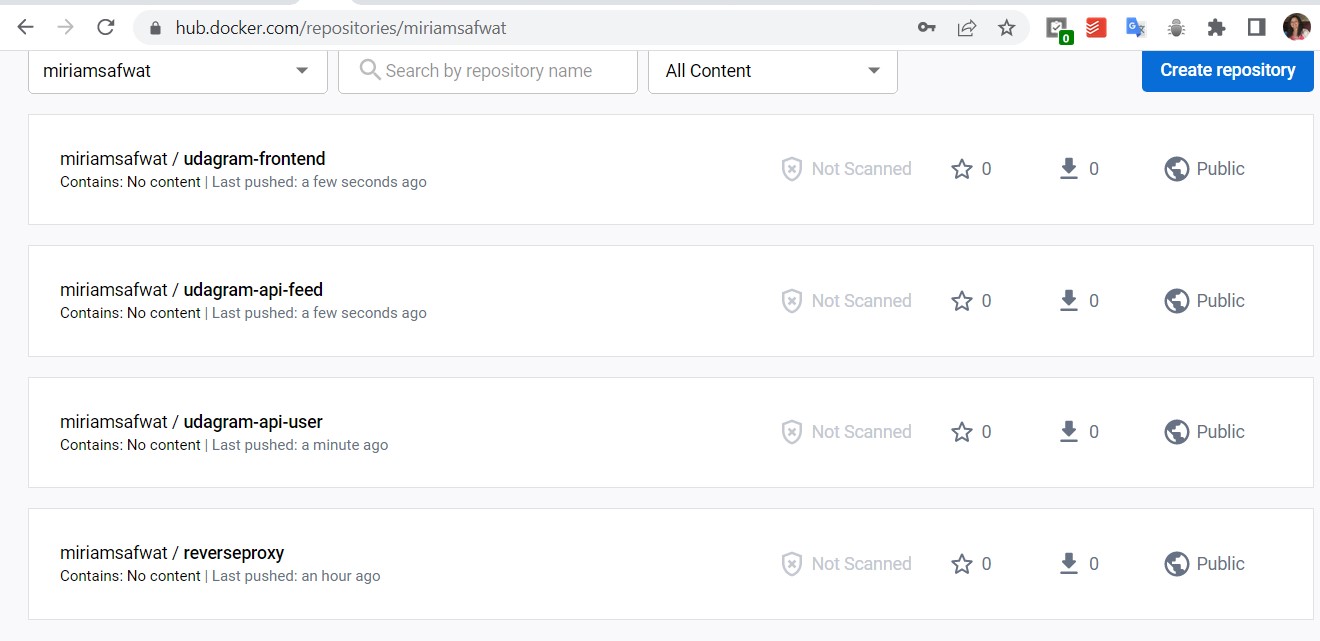 hub.docker.com/repositories/miriamsafwat
0
miriamsafwat Search by repository name All Content Create repository
miriamsafwat / udagram-frontend
Contains: No content | Last pushed: a few seconds ago
Not Scanned 0 0 Public
miriamsafwat / udagram-api-feed
Contains: No content | Last pushed: a few seconds ago
Not Scanned 0 0 Public
miriamsafwat / udagram-api-user
Contains: No content | Last pushed: a minute ago
Not Scanned 0 0 Public
miriamsafwat / reverseproxy
Contains: No content | Last pushed: an hour ago
Not Scanned 0 0 Public